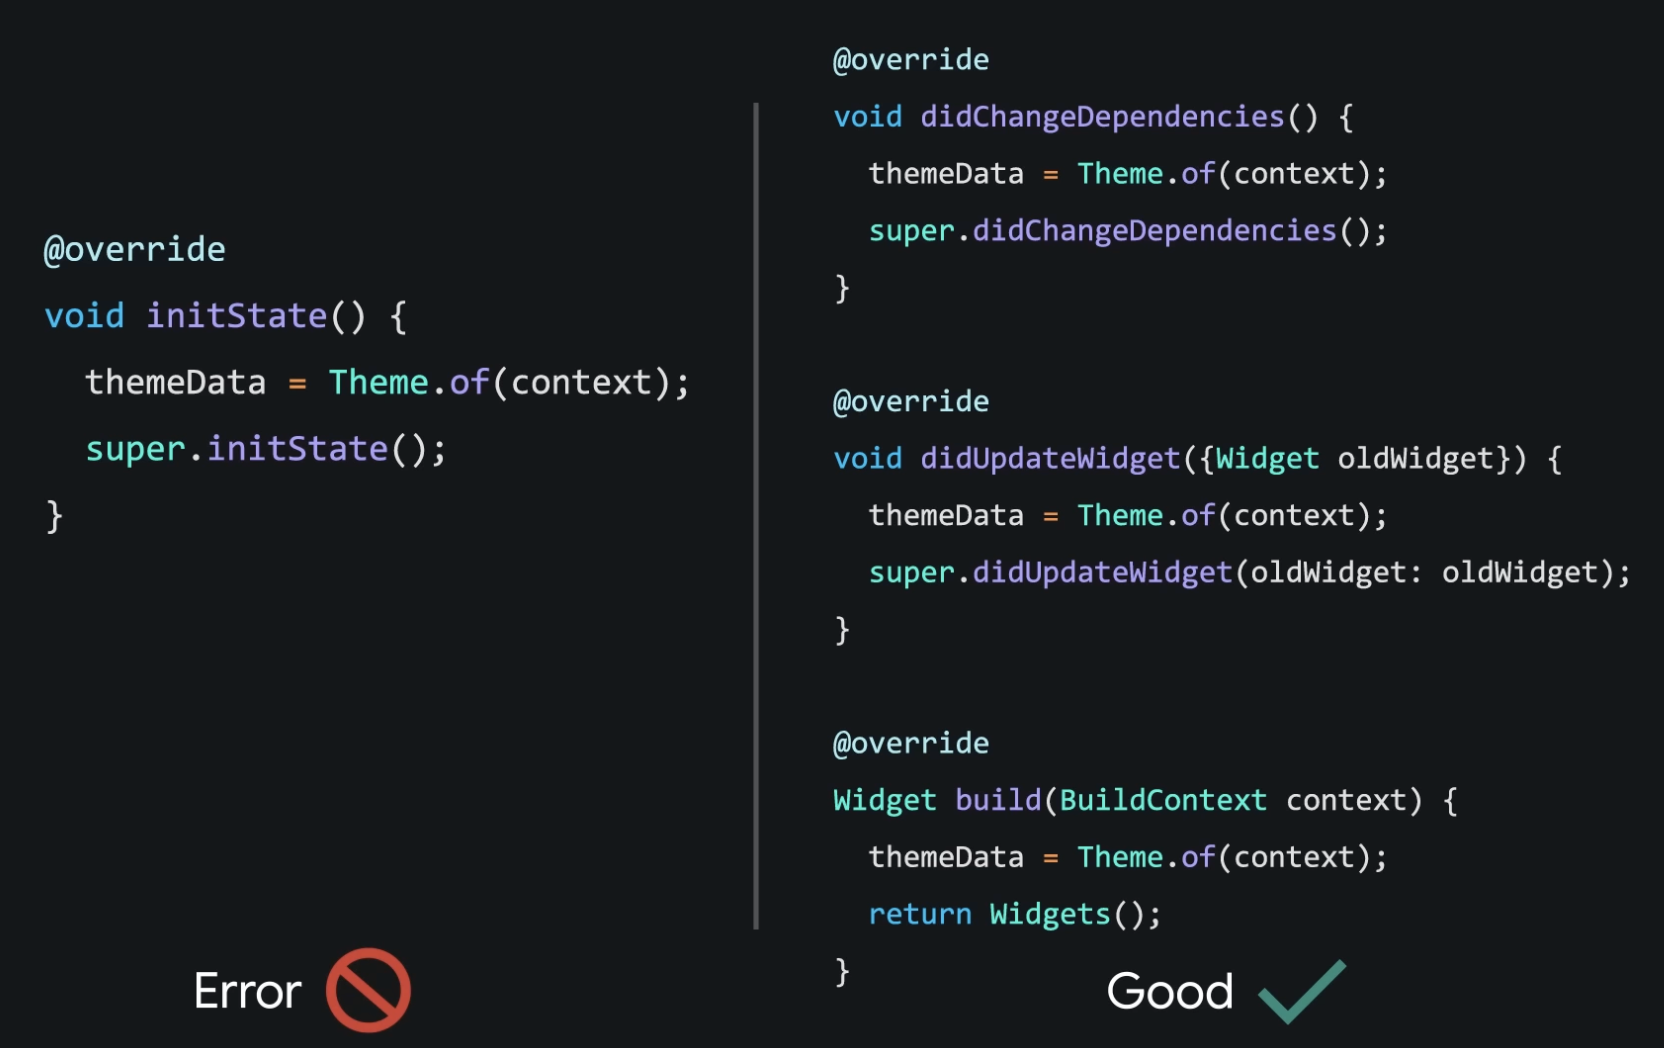 @override
void initState() {
  themeData = Theme.of(context);
  super.initState();
}
Error
@override
void didChangeDependencies() {
  themeData = Theme.of(context);
  super.didChangeDependencies();
}
@override
void didUpdateWidget({Widget oldWidget}) {
  themeData = Theme.of(context);
  super.didUpdateWidget(oldWidget: oldWidget);
}
@override
Widget build(BuildContext context) {
  themeData = Theme.of(context);
  return Widgets();
}
Good